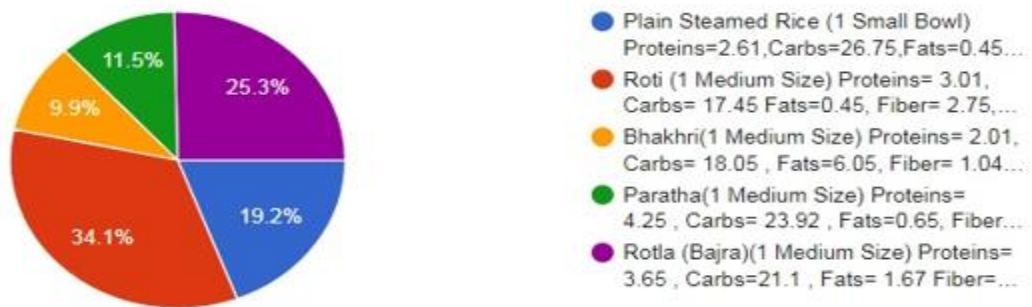 11.5%
25.3%
9.9%
19.2%
34.1%
Plain Steamed Rice (1 Small Bowl)
Proteins=2.61,Carbs=26.75,Fats=0.45...
Roti (1 Medium Size) Proteins= 3.01,
Carbs= 17.45 Fats=0.45, Fiber= 2.75,...
Bhakhri(1 Medium Size) Proteins= 2.01,
Carbs= 18.05 , Fats=6.05, Fiber= 1.04...
Paratha(1 Medium Size) Proteins=
4.25 , Carbs= 23.92 , Fats=0.65, Fiber...
Rotla (Bajra)(1 Medium Size) Proteins=
3.65 , Carbs=21.1 , Fats= 1.67 Fiber=...